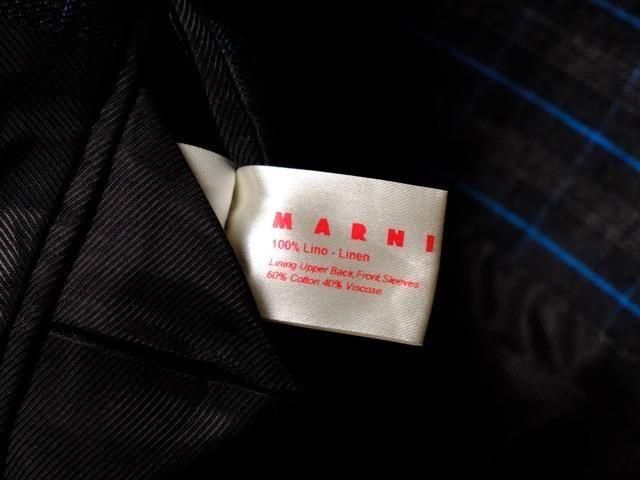 MARNI
100% Lino - Linen
Lining Upper Back, Front, Sleeves
60% Cotton 40% Viscose